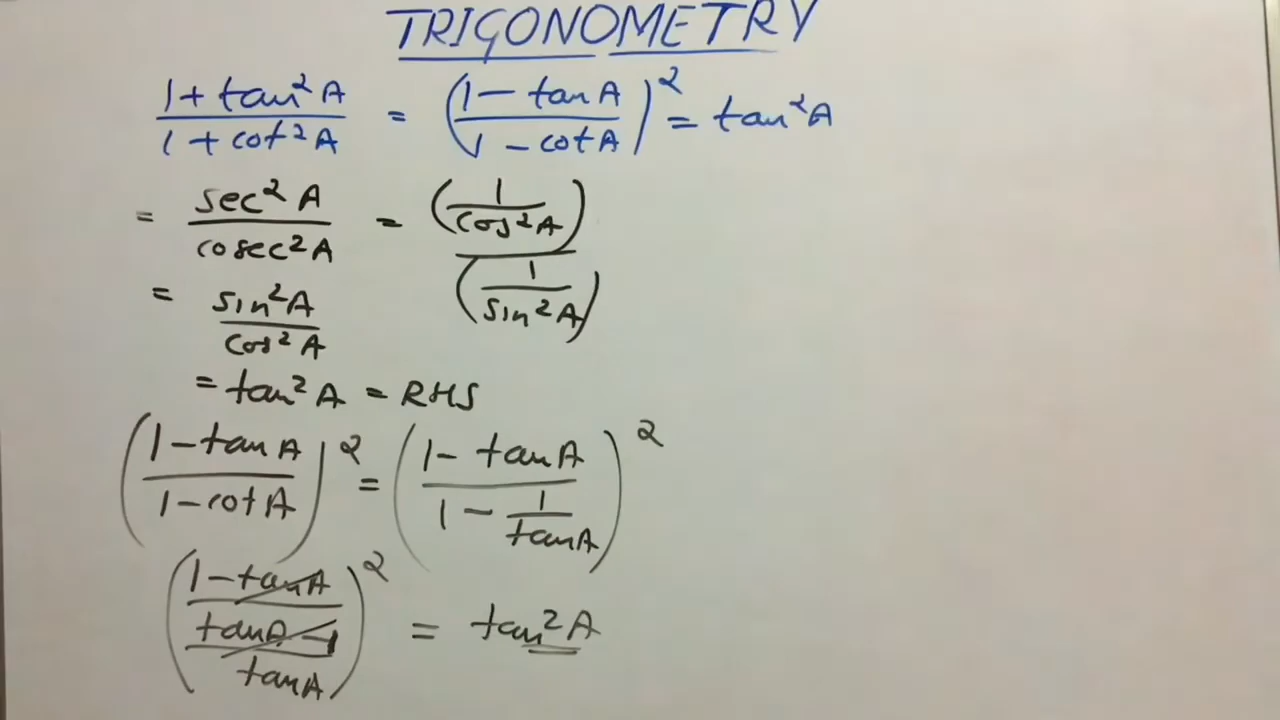 TRIGONOMETRY
(1 + tan²A)/(1 + cot²A) = ((1 - tanA)/(1 - cotA))² = tan²A
= sec²A/cosec²A = (1/cos²A)/(1/sin²A)
= sin²A/cos²A
= tan²A = RHS
((1 - tanA)/(1 - cotA))² = ((1 - tanA)/(1 - 1/tanA))²
((1 - tanA)/((tanA - 1)/tanA))² = tan²A